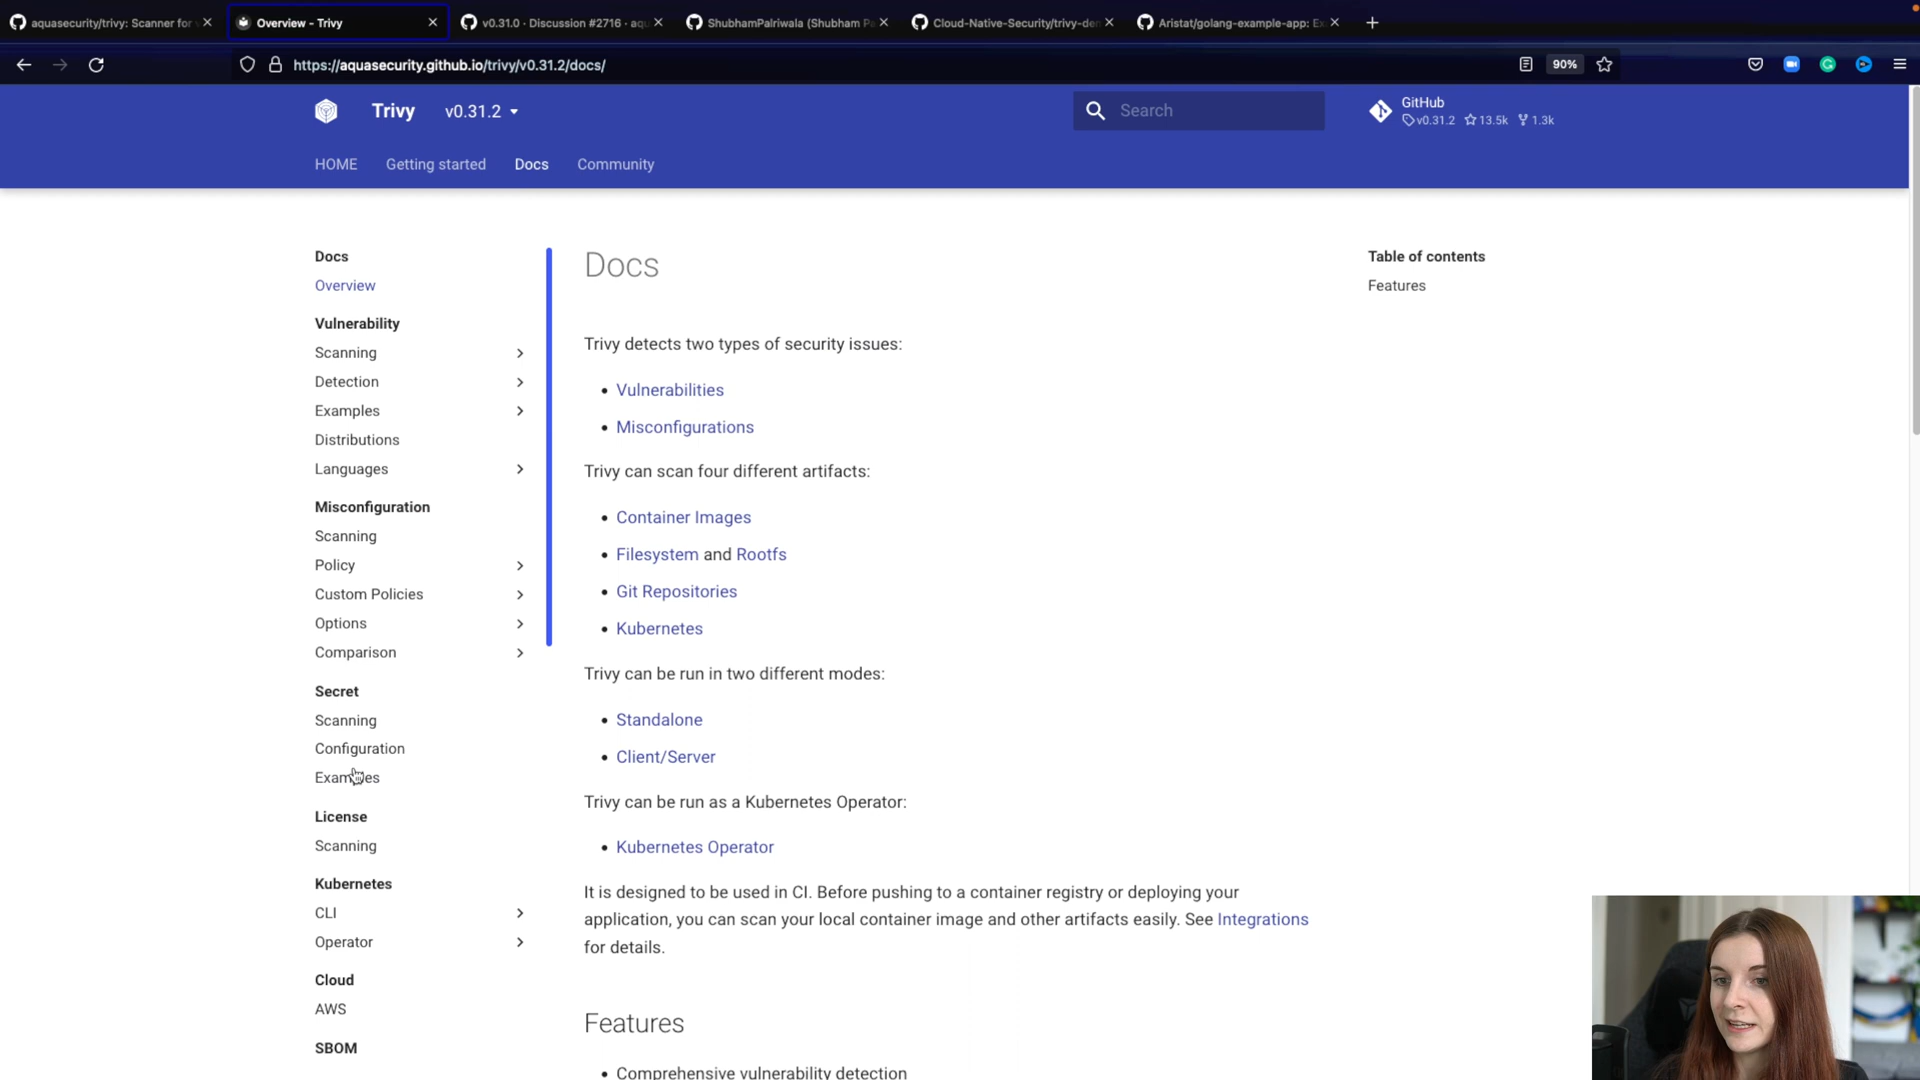 aquasecurity/trivy: Scanner for
Overview - Trivy
v0.31.0 · Discussion #2716 · aqu
ShubhamPalriwala (Shubham Pa
Cloud-Native-Security/trivy-dem
Aristat/golang-example-app: Ex
https://aquasecurity.github.io/trivy/v0.31.2/docs/
90%
Trivy
v0.31.2
Search
GitHub
v0.31.2 13.5k 1.3k
HOME
Getting started
Docs
Community
Docs
Overview
Vulnerability
Scanning
Detection
Examples
Distributions
Languages
Misconfiguration
Scanning
Policy
Custom Policies
Options
Comparison
Secret
Scanning
Configuration
Examples
License
Scanning
Kubernetes
CLI
Operator
Cloud
AWS
SBOM
Docs
Trivy detects two types of security issues:
• Vulnerabilities
• Misconfigurations
Trivy can scan four different artifacts:
• Container Images
• Filesystem and Rootfs
• Git Repositories
• Kubernetes
Trivy can be run in two different modes:
• Standalone
• Client/Server
Trivy can be run as a Kubernetes Operator:
• Kubernetes Operator
It is designed to be used in CI. Before pushing to a container registry or deploying your
application, you can scan your local container image and other artifacts easily. See Integrations
for details.
Features
• Comprehensive vulnerability detection
Table of contents
Features